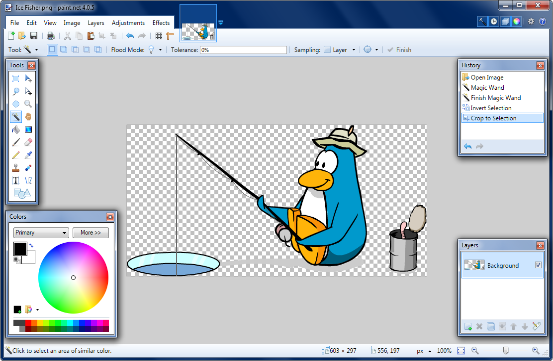 Ice Fisher.png - paint.net 4.0.5
File Edit View Image Layers Adjustments Effects
Tool: Flood Mode: Tolerance: 0% Sampling: Layer Finish
Tools
History
Open Image
Magic Wand
Finish Magic Wand
Invert Selection
Crop to Selection
Colors
Primary More >>
Layers
Background
Click to select an area of similar color. 603 × 297 556, 197 px 100%